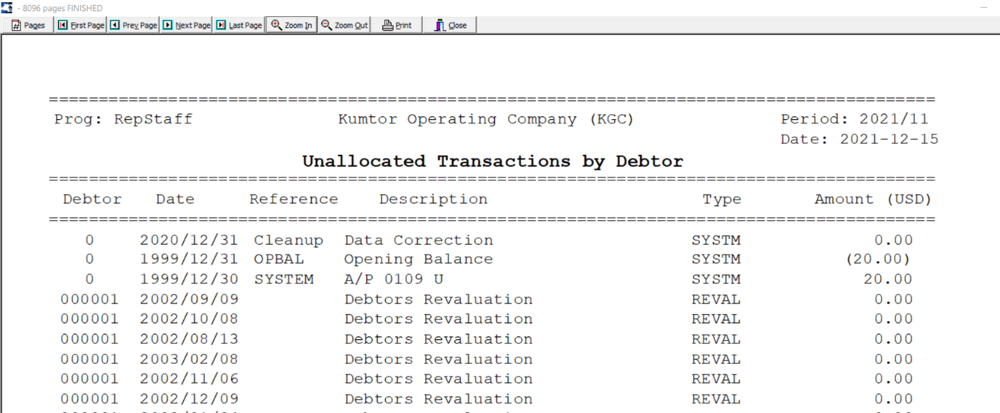 - 8096 pages FINISHED
Pages First Page Prev Page Next Page Last Page Zoom In Zoom Out Print Close
==========================================================================================
Prog: RepStaff Kumtor Operating Company (KGC) Period: 2021/11
Date: 2021-12-15
Unallocated Transactions by Debtor
==========================================================================================
Debtor Date Reference Description Type Amount (USD)
==========================================================================================
0 2020/12/31 Cleanup Data Correction SYSTM 0.00
0 1999/12/31 OPBAL Opening Balance SYSTM (20.00)
0 1999/12/30 SYSTEM A/P 0109 U SYSTM 20.00
000001 2002/09/09 Debtors Revaluation REVAL 0.00
000001 2002/10/08 Debtors Revaluation REVAL 0.00
000001 2002/08/13 Debtors Revaluation REVAL 0.00
000001 2003/02/08 Debtors Revaluation REVAL 0.00
000001 2002/11/06 Debtors Revaluation REVAL 0.00
000001 2002/12/09 Debtors Revaluation REVAL 0.00